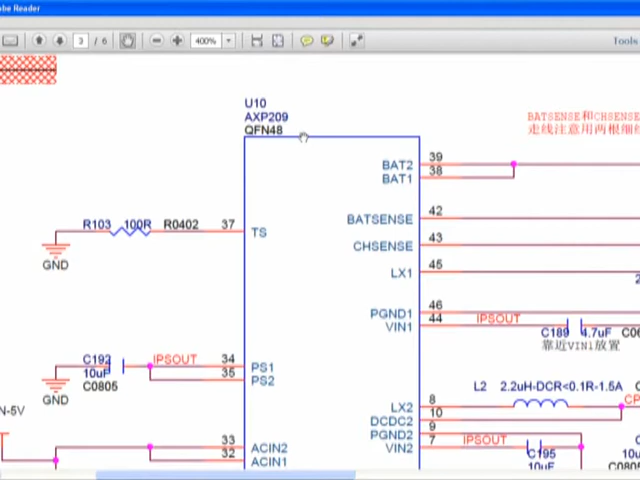 be Reader
3 / 6
400%
Tools
U10
AXP209
QFN48
BATSENSE和CHSENSE
走线注意用两根细线
R103 100R R0402 37 TS
GND
BAT2 39
BAT1 38
BATSENSE 42
CHSENSE 43
LX1 45
PGND1 46
VIN1 44 IPSOUT
C189 4.7uF
靠近VIN1放置
C192
10uF
C0805
IPSOUT 34 PS1
35 PS2
GND
L2 2.2uH-DCR<0.1R-1.5A
LX2 8
DCDC2 10
PGND2 9
VIN2 7 IPSOUT
C195
10uF
N-5V
33 ACIN2
32 ACIN1
CP
C0805